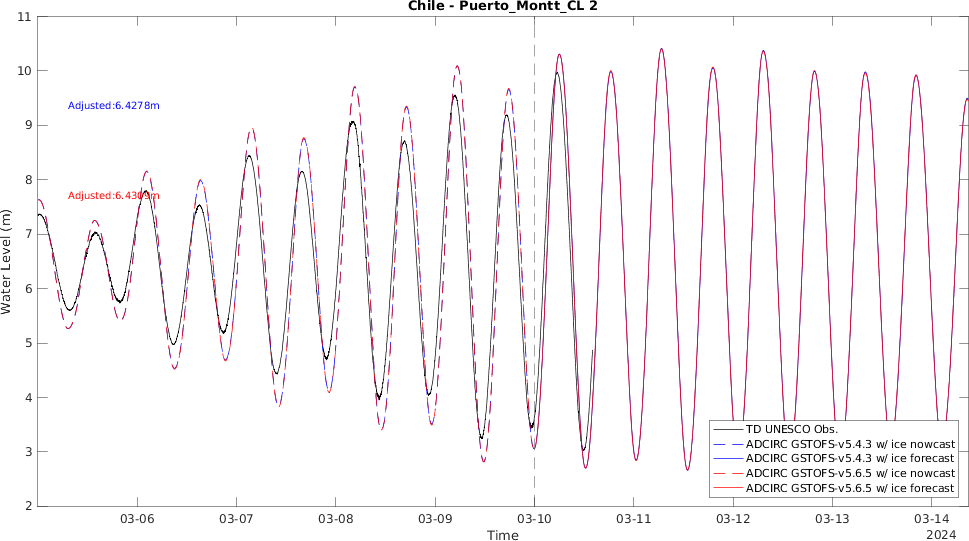 Chile - Puerto_Montt_CL 2
Water Level (m)
11
10
9
8
7
6
5
4
3
2
Adjusted:6.4278m
Adjusted:6.4309m
TD UNESCO Obs.
ADCIRC GSTOFS-v5.4.3 w/ ice nowcast
ADCIRC GSTOFS-v5.4.3 w/ ice forecast
ADCIRC GSTOFS-v5.6.5 w/ ice nowcast
ADCIRC GSTOFS-v5.6.5 w/ ice forecast
03-06 03-07 03-08 03-09 03-10 03-11 03-12 03-13 03-14
Time
2024